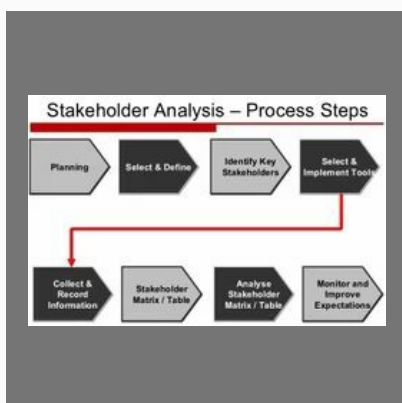 Stakeholder Analysis – Process Steps
Planning
Select & Define
Identify Key
Stakeholders
Select &
Implement Tools
Collect &
Record
Information
Stakeholder
Matrix / Table
Analyse
Stakeholder
Matrix / Table
Monitor and
Improve
Expectations